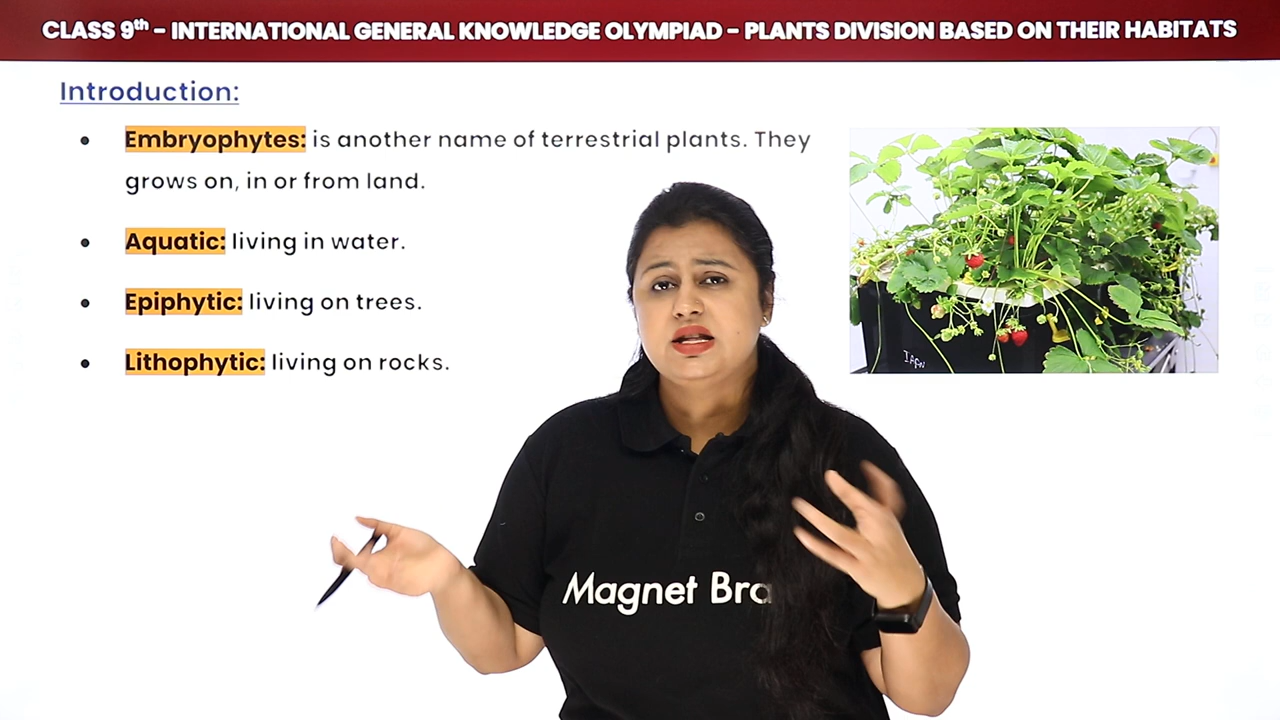 CLASS 9th – INTERNATIONAL GENERAL KNOWLEDGE OLYMPIAD – PLANTS DIVISION BASED ON THEIR HABITATS
Introduction:
• Embryophytes: is another name of terrestrial plants. They
grows on, in or from land.
• Aquatic: living in water.
• Epiphytic: living on trees.
• Lithophytic: living on rocks.
Magnet Bra